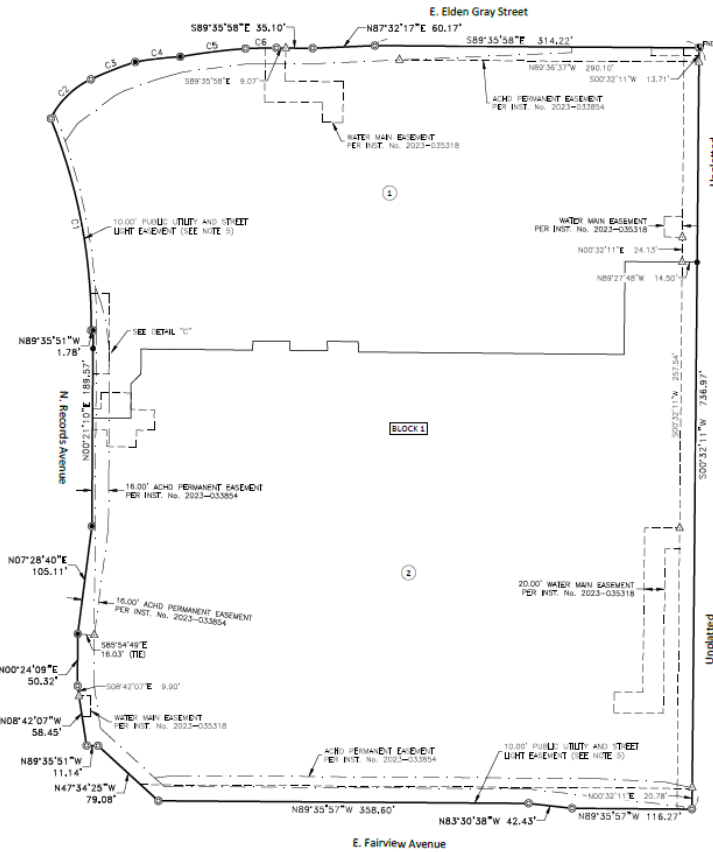 E. Elden Gray Street
S89°35'58"E 35.10'
N87°32'17"E 60.17'
S89°35'58"E 314.22'
C6
C5
C4
C3
C2
S89°35'58"E 9.07'
N89°36'37"W 290.10'
S00°32'11"W 13.71'
ACHD PERMANENT EASEMENT
PER INST. No. 2023-033854
WATER MAIN EASEMENT
PER INST. No. 2023-035318
Unplatted
1
C1
10.00' PUBLIC UTILITY AND STREET
LIGHT EASEMENT (SEE NOTE 5)
WATER MAIN EASEMENT
PER INST. No. 2023-035318
N00°32'11"E 24.13'
N89°27'48"W 14.50'
N89°35'51"W
1.78'
SEE DETAIL "C"
N. Records Avenue
N00°21'10"E 189.57'
S00°32'11"W 257.54'
S00°32'11"W 736.97'
BLOCK 1
16.00' ACHD PERMANENT EASEMENT
PER INST. No. 2023-033854
N07°28'40"E
105.11'
2
20.00' WATER MAIN EASEMENT
PER INST. No. 2023-035318
16.00' ACHD PERMANENT EASEMENT
PER INST. No. 2023-033854
Unplatted
S85°54'49"E
16.03' (TIE)
N00°24'09"E
50.32'
S08°42'07"E 9.90'
N08°42'07"W
58.45'
WATER MAIN EASEMENT
PER INST. No. 2023-035318
N89°35'51"W
11.14'
ACHD PERMANENT EASEMENT
PER INST. No. 2023-033854
10.00' PUBLIC UTILITY AND STREET
LIGHT EASEMENT (SEE NOTE 5)
N47°34'25"W
79.08'
N00°32'11"E 20.78'
N89°35'57"W 358.60'
N83°30'38"W 42.43'
N89°35'57"W 116.27'
E. Fairview Avenue